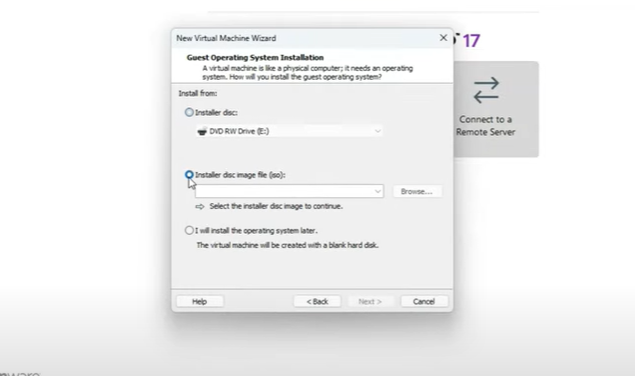 New Virtual Machine Wizard
17
Guest Operating System Installation
A virtual machine is like a physical computer; it needs an operating
system. How will you install the guest operating system?
Install from:
Installer disc:
DVD RW Drive (E:)
Connect to a
Remote Server
Installer disc image file (iso):
Browse...
Select the installer disc image to continue.
I will install the operating system later.
The virtual machine will be created with a blank hard disk.
Help
< Back
Next >
Cancel